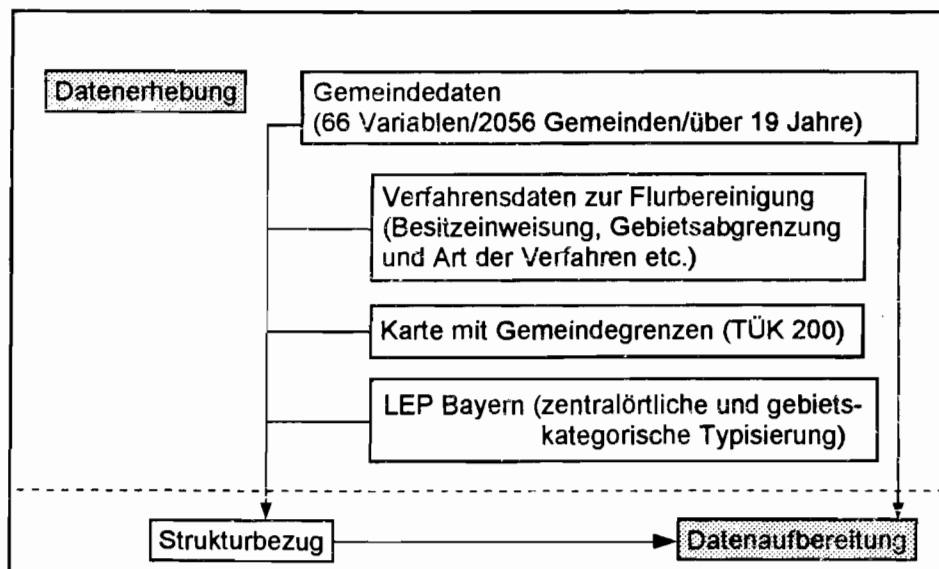 Datenerhebung
Gemeindedaten
(66 Variablen/2056 Gemeinden/über 19 Jahre)
Verfahrensdaten zur Flurbereinigung
(Besitzeinweisung, Gebietsabgrenzung
und Art der Verfahren etc.)
Karte mit Gemeindegrenzen (TÜK 200)
LEP Bayern (zentralörtliche und gebiets-
kategorische Typisierung)
Strukturbezug
Datenaufbereitung